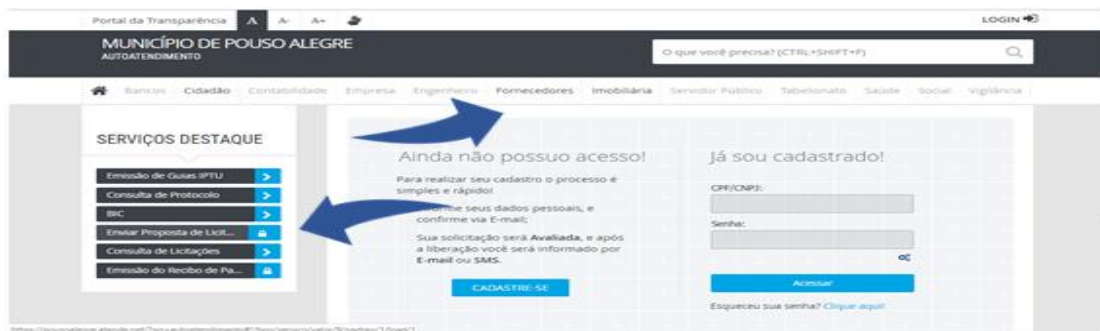 Portal da Transparência A A- A+ LOGIN
MUNICÍPIO DE POUSO ALEGRE
AUTOATENDIMENTO
O que você precisa? (CTRL+SHIFT+F)
Bancos Cidadão Contabilidade Empresa Engenheiro Fornecedores Imobiliária Servidor Público Tabelionato Saúde Social Vigilância
SERVIÇOS DESTAQUE
Emissão de Guias IPTU
Consulta de Protocolo
BIC
Enviar Proposta de Licit...
Consulta de Licitações
Emissão do Recibo de Pa...
Ainda não possuo acesso!
Para realizar seu cadastro o processo é
simples e rápido!
seus dados pessoais, e
confirme via E-mail;
Sua solicitação será Avaliada, e após
a liberação você será informado por
E-mail ou SMS.
CADASTRE-SE
Já sou cadastrado!
CPF/CNPJ:
Senha:
Acessar
Esqueceu sua senha? Clique aqui!